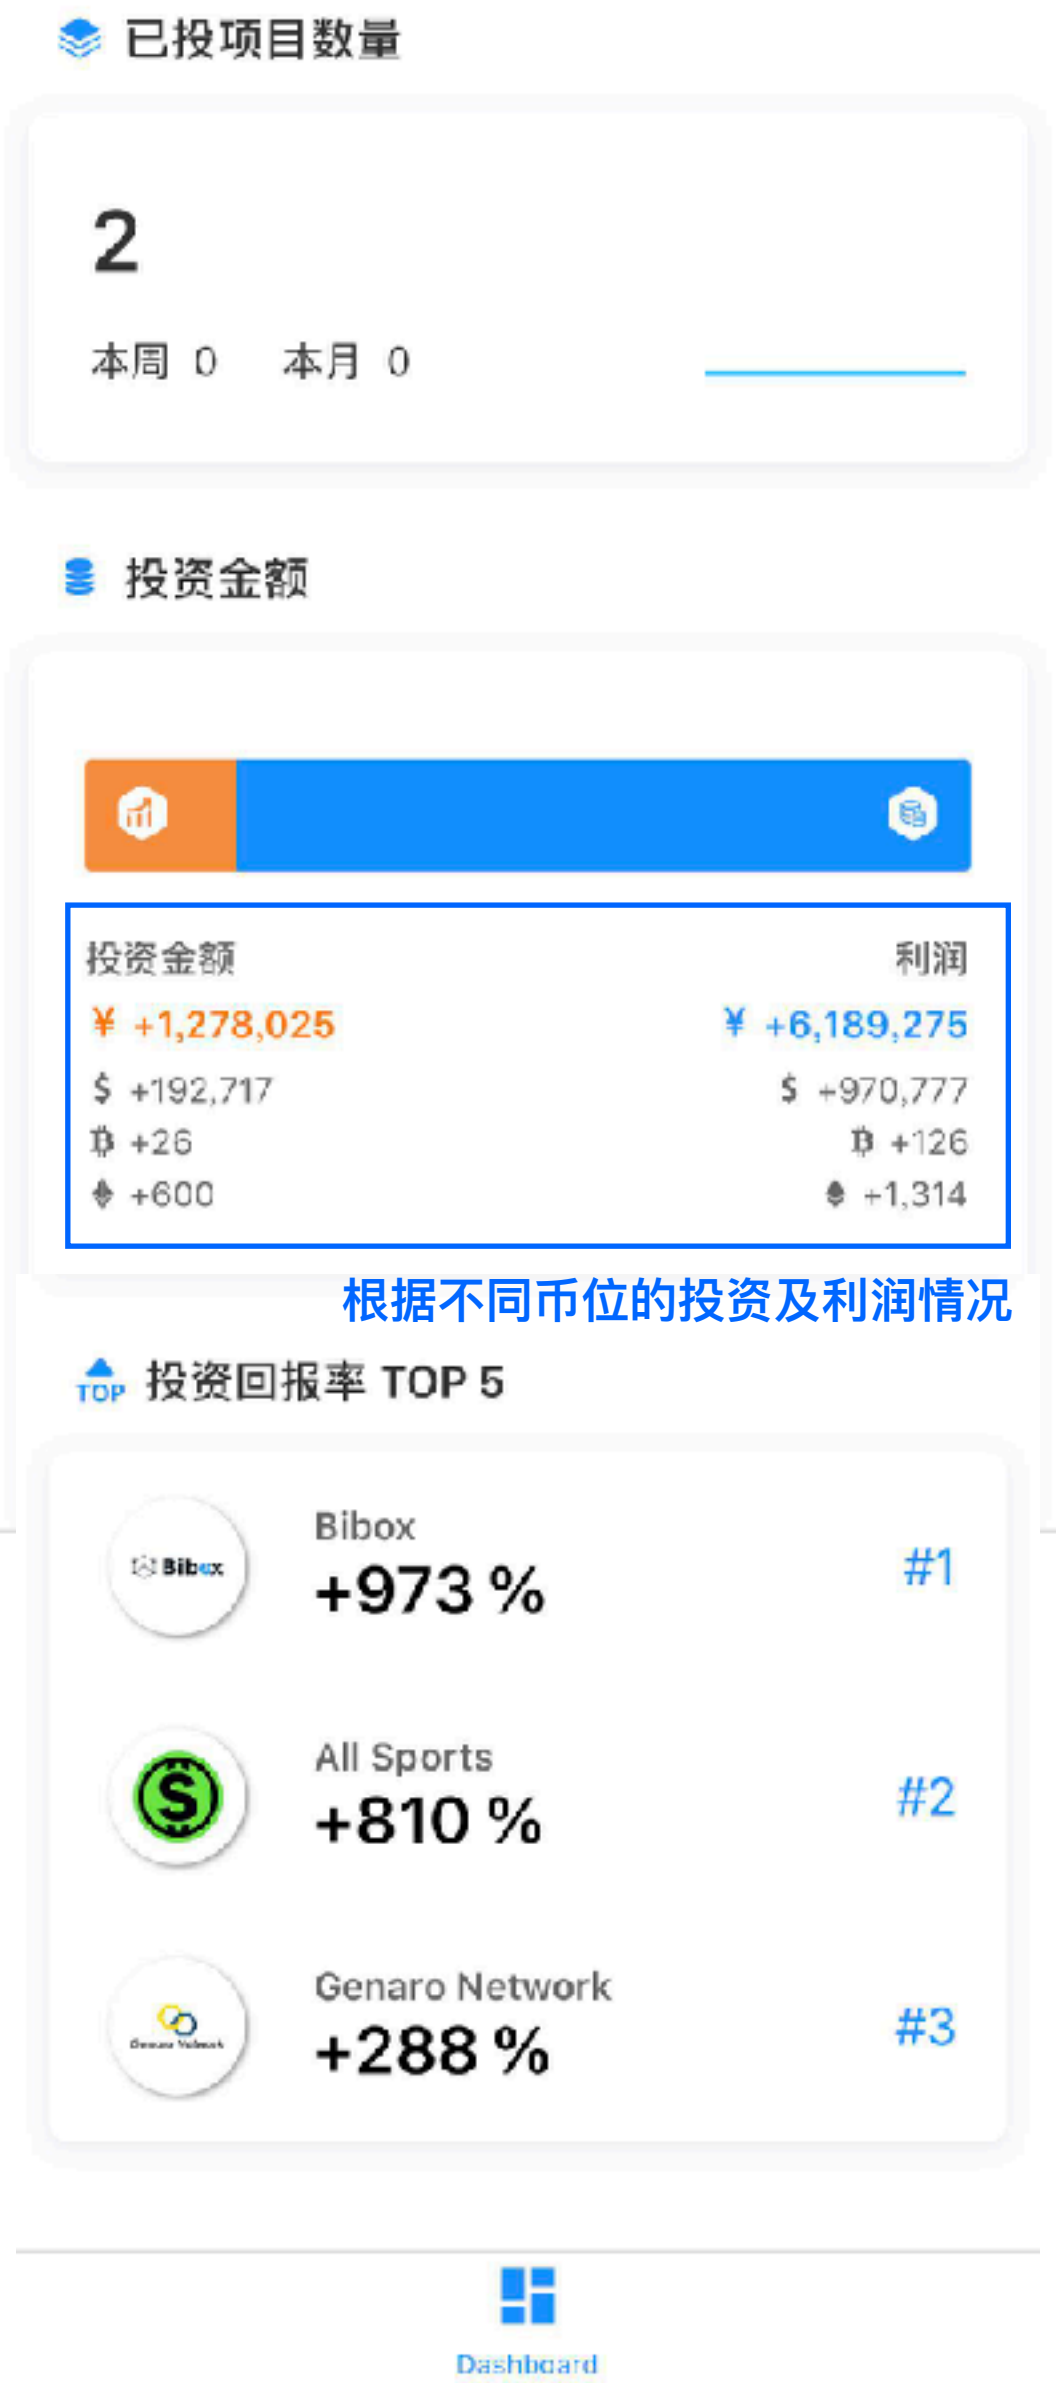 已投项目数量
2
本周 0 本月 0
投资金额
投资金额 利润
¥ +1,278,025 ¥ +6,189,275
$ +192,717 $ +970,777
₿ +26 ₿ +126
+600 +1,314
根据不同币位的投资及利润情况
TOP 投资回报率 TOP 5
Bibox
Bibox
+973 %
#1
All Sports
+810 %
#2
Genaro Network
Genaro Network
+288 %
#3
Dashboard